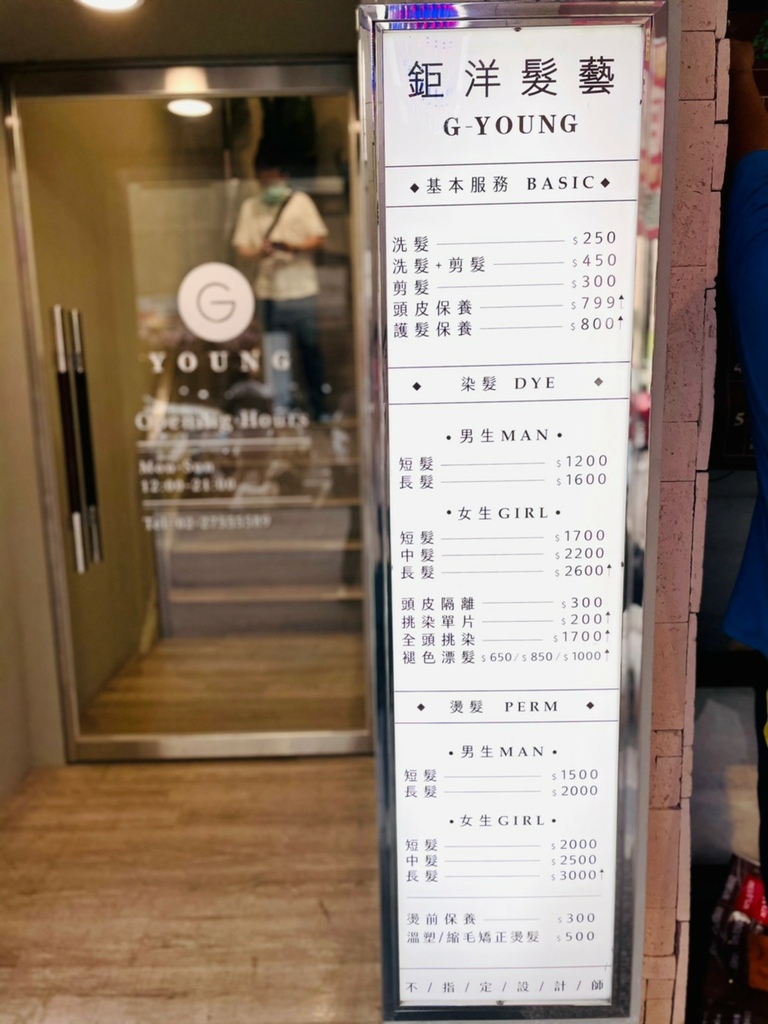 鉅洋髮藝
G-YOUNG
◆基本服務 BASIC◆
洗髮 $250
洗髮+剪髮 $450
剪髮 $300
頭皮保養 $799↑
護髮保養 $800↑
◆ 染髮 DYE ◆
•男生MAN•
短髮 $1200
長髮 $1600
•女生GIRL•
短髮 $1700
中髮 $2200
長髮 $2600↑
頭皮隔離 $300
挑染單片 $200↑
全頭挑染 $1700↑
褪色漂髮 $650/$850/$1000↑
◆ 燙髮 PERM ◆
•男生MAN•
短髮 $1500
長髮 $2000
•女生GIRL•
短髮 $2000
中髮 $2500
長髮 $3000↑
燙前保養 $300
溫塑/縮毛矯正燙髮 $500
不/指/定/設/計/師
G
YOUNG
Opening Hours
Mon-Sun
12:00-21:00
Tel:02-27555589